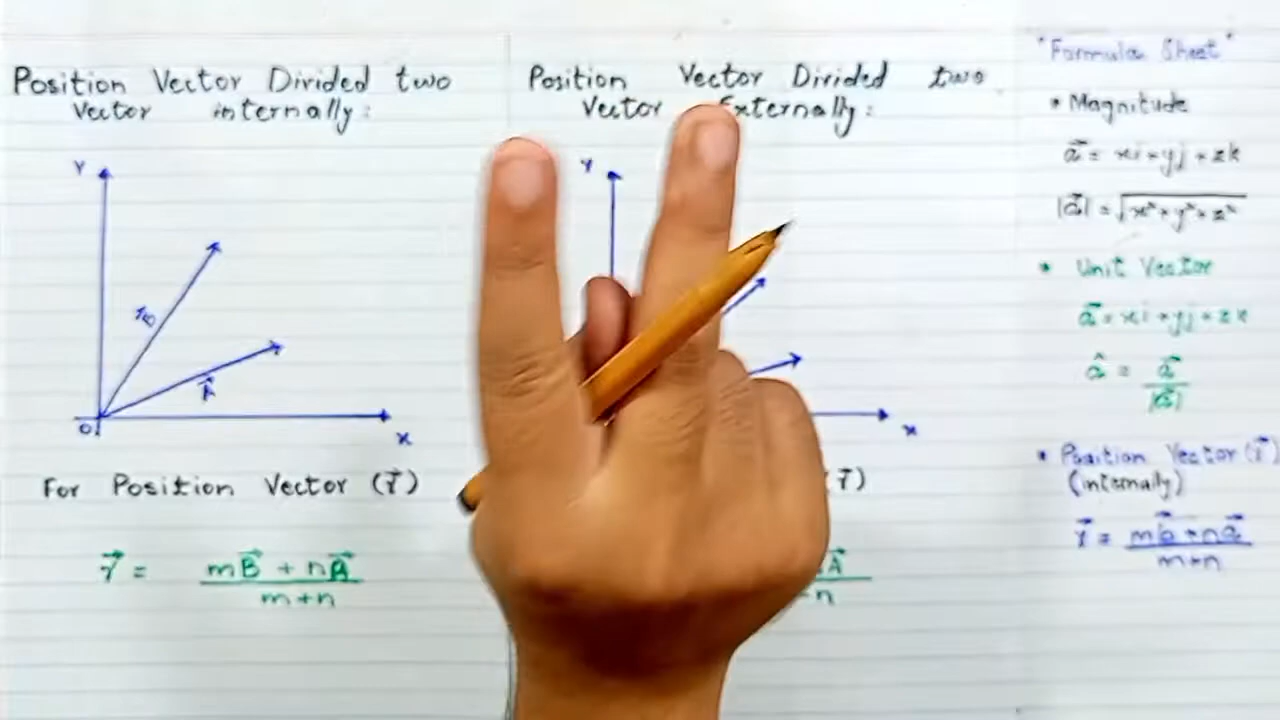 Position Vector Divided two
Vector internally:
Y
B
A
O
X
For Position Vector (r⃗)
r⃗ = mB⃗ + nA⃗
m+n
Position Vector Divided two
Vector Externally:
Y
X
r⃗)
A⃗
n
"Formula Sheet"
• Magnitude
a⃗ = xi+yj+zk
|a⃗| = √x²+y²+z²
• Unit Vector
a⃗ = xi+yj+zk
â = a⃗
|a⃗|
• Position Vector (r⃗)
(internally)
r⃗ = mb⃗ + na⃗
m+n